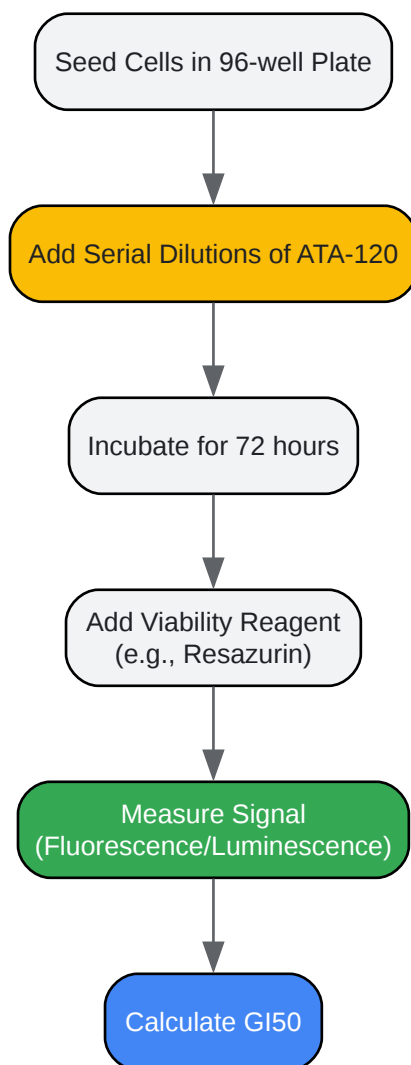 Seed Cells in 96-well Plate
Add Serial Dilutions of ATA-120
Incubate for 72 hours
Add Viability Reagent
(e.g., Resazurin)
Measure Signal
(Fluorescence/Luminescence)
Calculate GI50